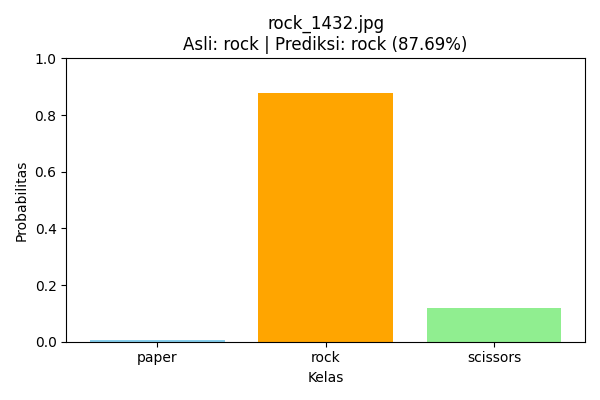 rock_1432.jpg
Asli: rock | Prediksi: rock (87.69%)
Probabilitas
1.0
0.8
0.6
0.4
0.2
0.0
paper rock scissors
Kelas